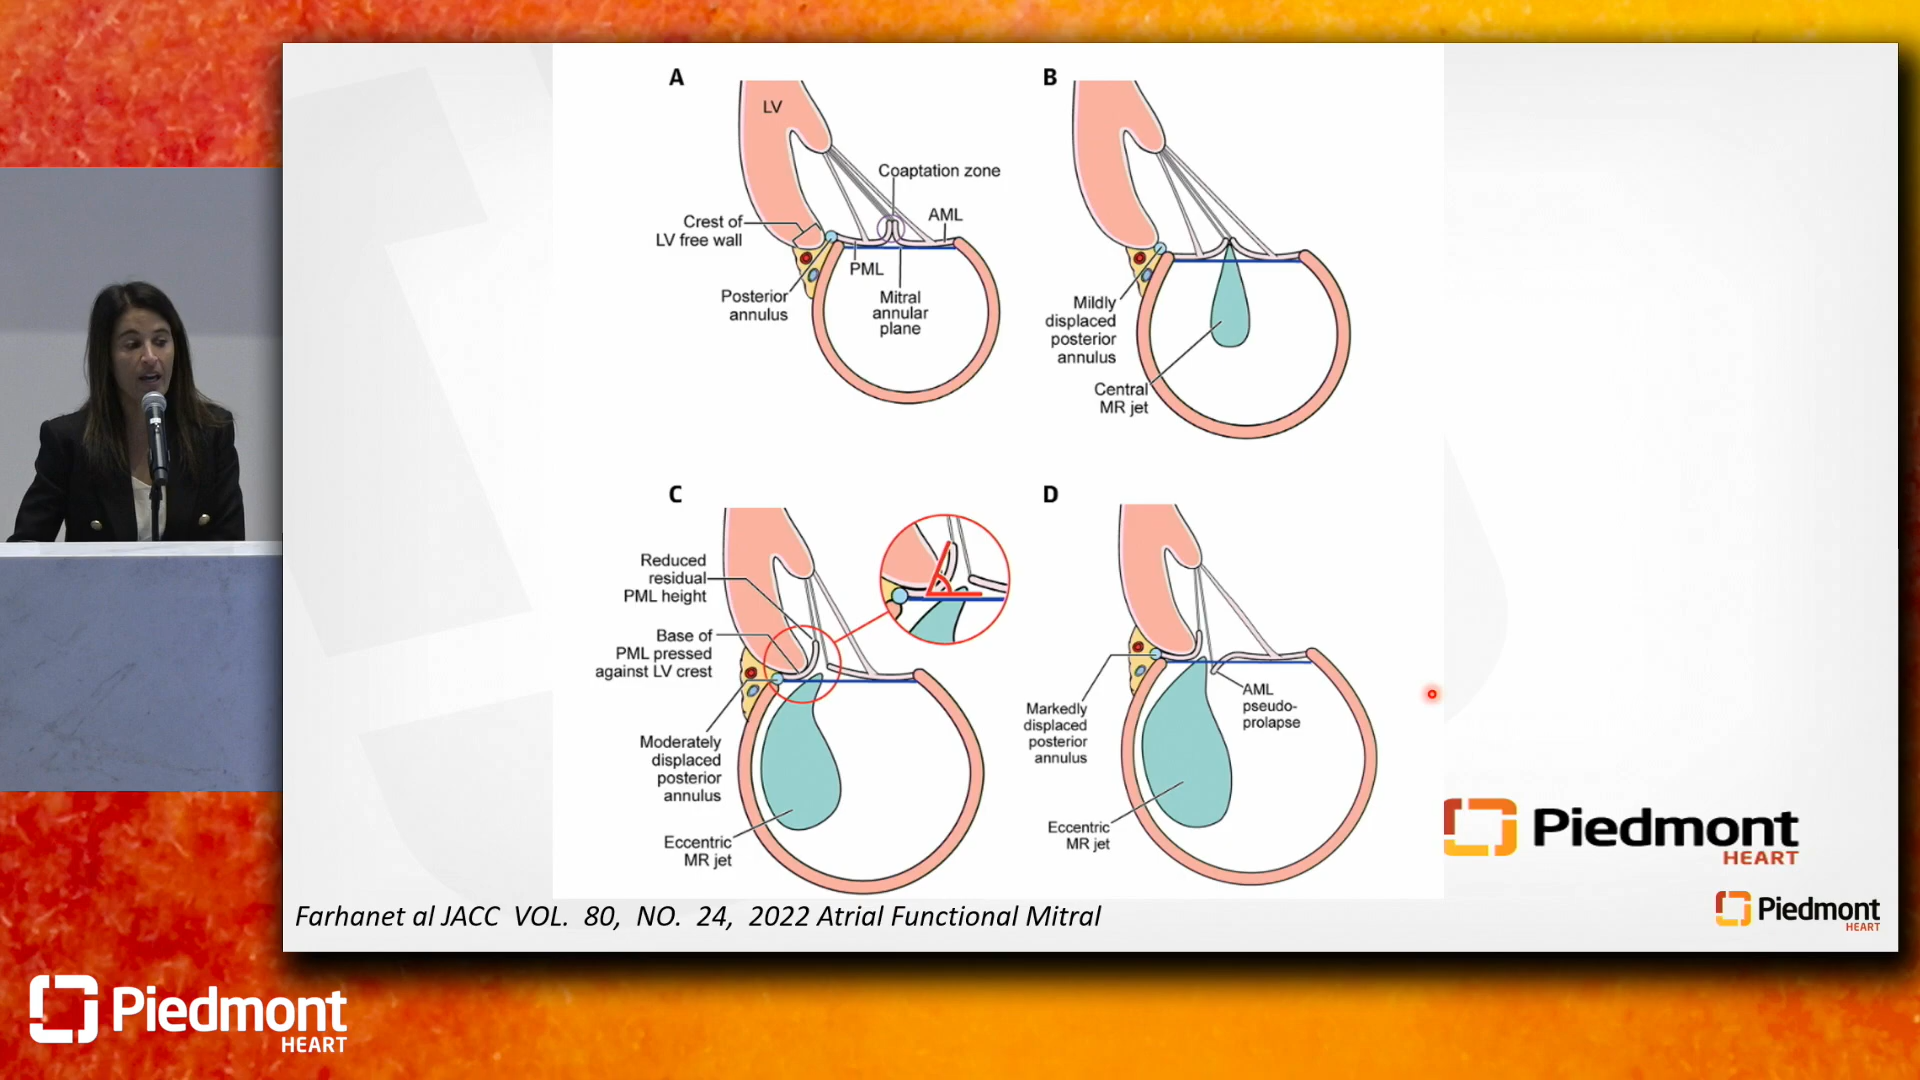 A
LV
Coaptation zone
AML
Crest of
LV free wall
PML
Posterior
annulus
Mitral
annular
plane
B
Mildly
displaced
posterior
annulus
Central
MR jet
C
Reduced
residual
PML height
Base of
PML pressed
against LV crest
Moderately
displaced
posterior
annulus
Eccentric
MR jet
D
AML
pseudo-
prolapse
Markedly
displaced
posterior
annulus
Eccentric
MR jet
Piedmont
HEART
Farhanet al JACC VOL. 80, NO. 24, 2022 Atrial Functional Mitral
Piedmont
HEART
Piedmont
HEART